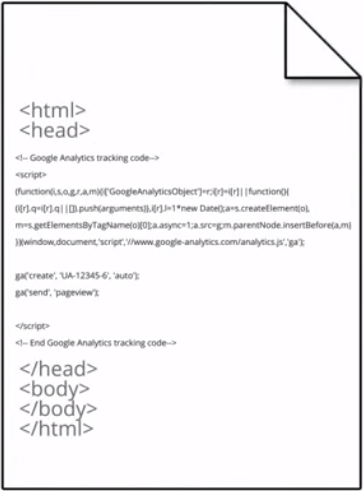 <html>
<head>
<!-- Google Analytics tracking code-->
<script>
(function(i,s,o,g,r,a,m){i['GoogleAnalyticsObject']=r;i[r]=i[r]||function(){
(i[r].q=i[r].q||[]).push(arguments)},i[r].l=1*new Date();a=s.createElement(o),
m=s.getElementsByTagName(o)[0];a.async=1;a.src=g;m.parentNode.insertBefore(a,m)
})(window,document,'script','//www.google-analytics.com/analytics.js','ga');
ga('create', 'UA-12345-6', 'auto');
ga('send', 'pageview');
</script>
<!-- End Google Analytics tracking code-->
</head>
<body>
</body>
</html>